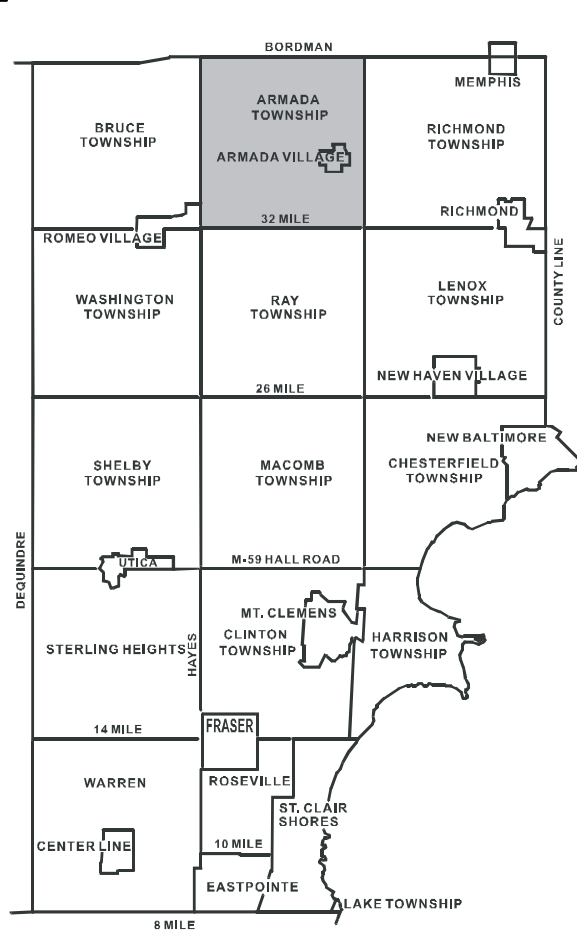 BORDMAN
MEMPHIS
ARMADA
TOWNSHIP
BRUCE
TOWNSHIP
RICHMOND
TOWNSHIP
ARMADA VILLAGE
RICHMOND
32 MILE
ROMEO VILLAGE
COUNTY LINE
WASHINGTON
TOWNSHIP
RAY
TOWNSHIP
LENOX
TOWNSHIP
NEW HAVEN VILLAGE
26 MILE
NEW BALTIMORE
SHELBY
TOWNSHIP
MACOMB
TOWNSHIP
CHESTERFIELD
TOWNSHIP
DEQUINDRE
UTICA
M-59 HALL ROAD
MT. CLEMENS
STERLING HEIGHTS
HAYES
CLINTON
TOWNSHIP
HARRISON
TOWNSHIP
14 MILE
FRASER
WARREN
ROSEVILLE
ST. CLAIR
SHORES
CENTER LINE
10 MILE
EASTPOINTE
LAKE TOWNSHIP
8 MILE